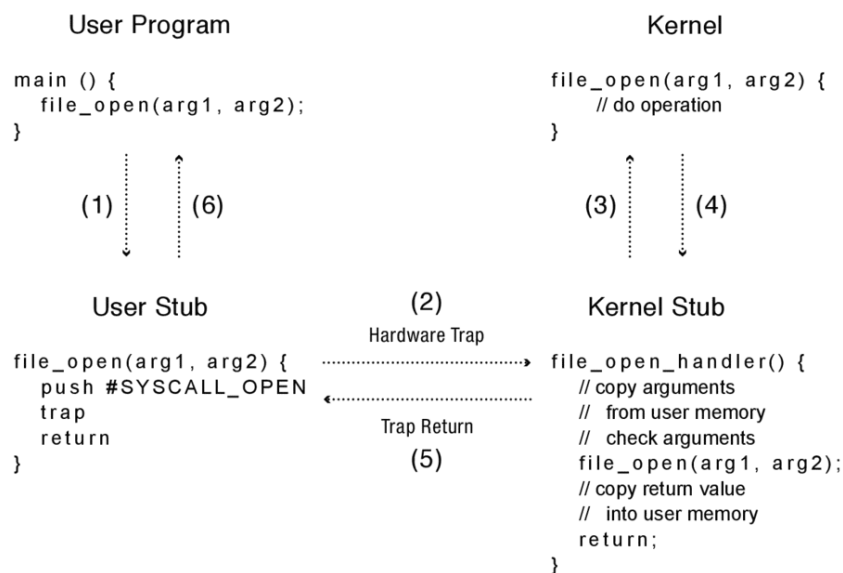 User Program
main () {
file_open(arg1, arg2);
}
Kernel
file_open(arg1, arg2) {
// do operation
}
(1)
(6)
(3)
(4)
User Stub
file_open(arg1, arg2) {
push #SYSCALL_OPEN
trap
return
}
(2)
Hardware Trap
Trap Return
(5)
Kernel Stub
file_open_handler() {
// copy arguments
// from user memory
// check arguments
file_open(arg1, arg2);
// copy return value
// into user memory
return;
}